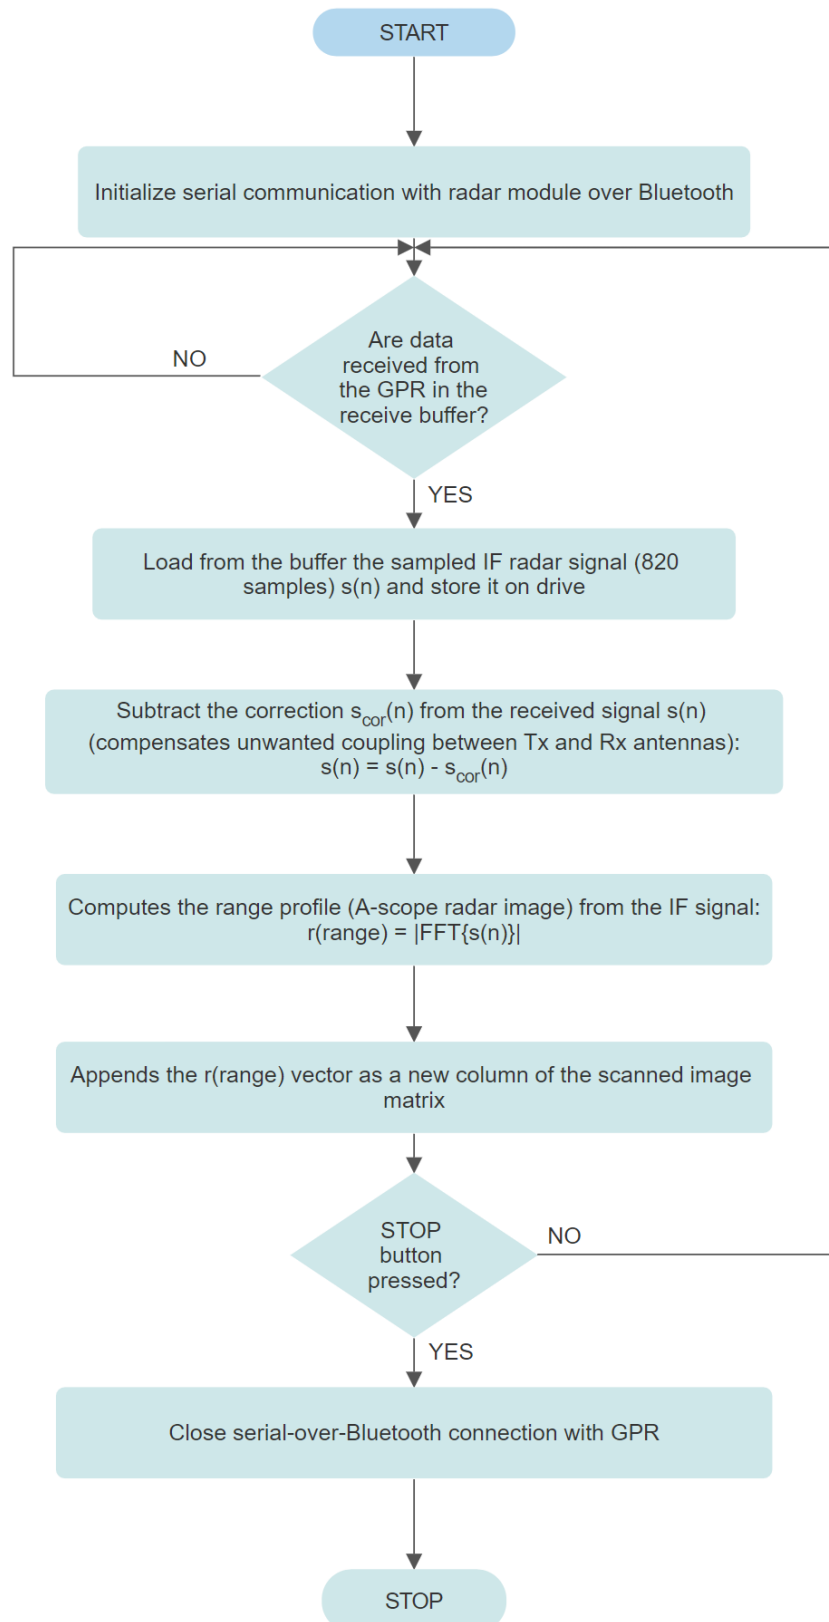 START
Initialize serial communication with radar module over Bluetooth
Are data
received from
the GPR in the
receive buffer?
NO
YES
Load from the buffer the sampled IF radar signal (820
samples) s(n) and store it on drive
Subtract the correction s_cor(n) from the received signal s(n)
(compensates unwanted coupling between Tx and Rx antennas):
s(n) = s(n) - s_cor(n)
Computes the range profile (A-scope radar image) from the IF signal:
r(range) = |FFT{s(n)}|
Appends the r(range) vector as a new column of the scanned image
matrix
STOP
button
pressed?
NO
YES
Close serial-over-Bluetooth connection with GPR
STOP